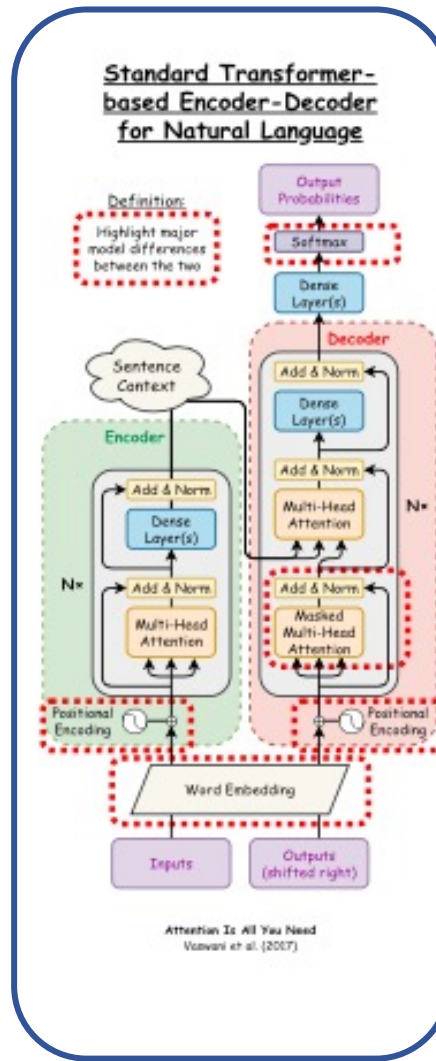 Standard Transformer-
based Encoder-Decoder
for Natural Language
Output
Probabilities
Definition:
Highlight major
model differences
between the two
Softmax
Dense
Layer(s)
Decoder
Add & Norm
Dense
Layer(s)
Add & Norm
Multi-Head
Attention
N×
Add & Norm
Masked
Multi-Head
Attention
Positional
Encoding
Sentence
Context
Encoder
Add & Norm
Dense
Layer(s)
N×
Add & Norm
Multi-Head
Attention
Positional
Encoding
Word Embedding
Inputs
Outputs
(shifted right)
Attention Is All You Need
Vaswani et al. (2017)